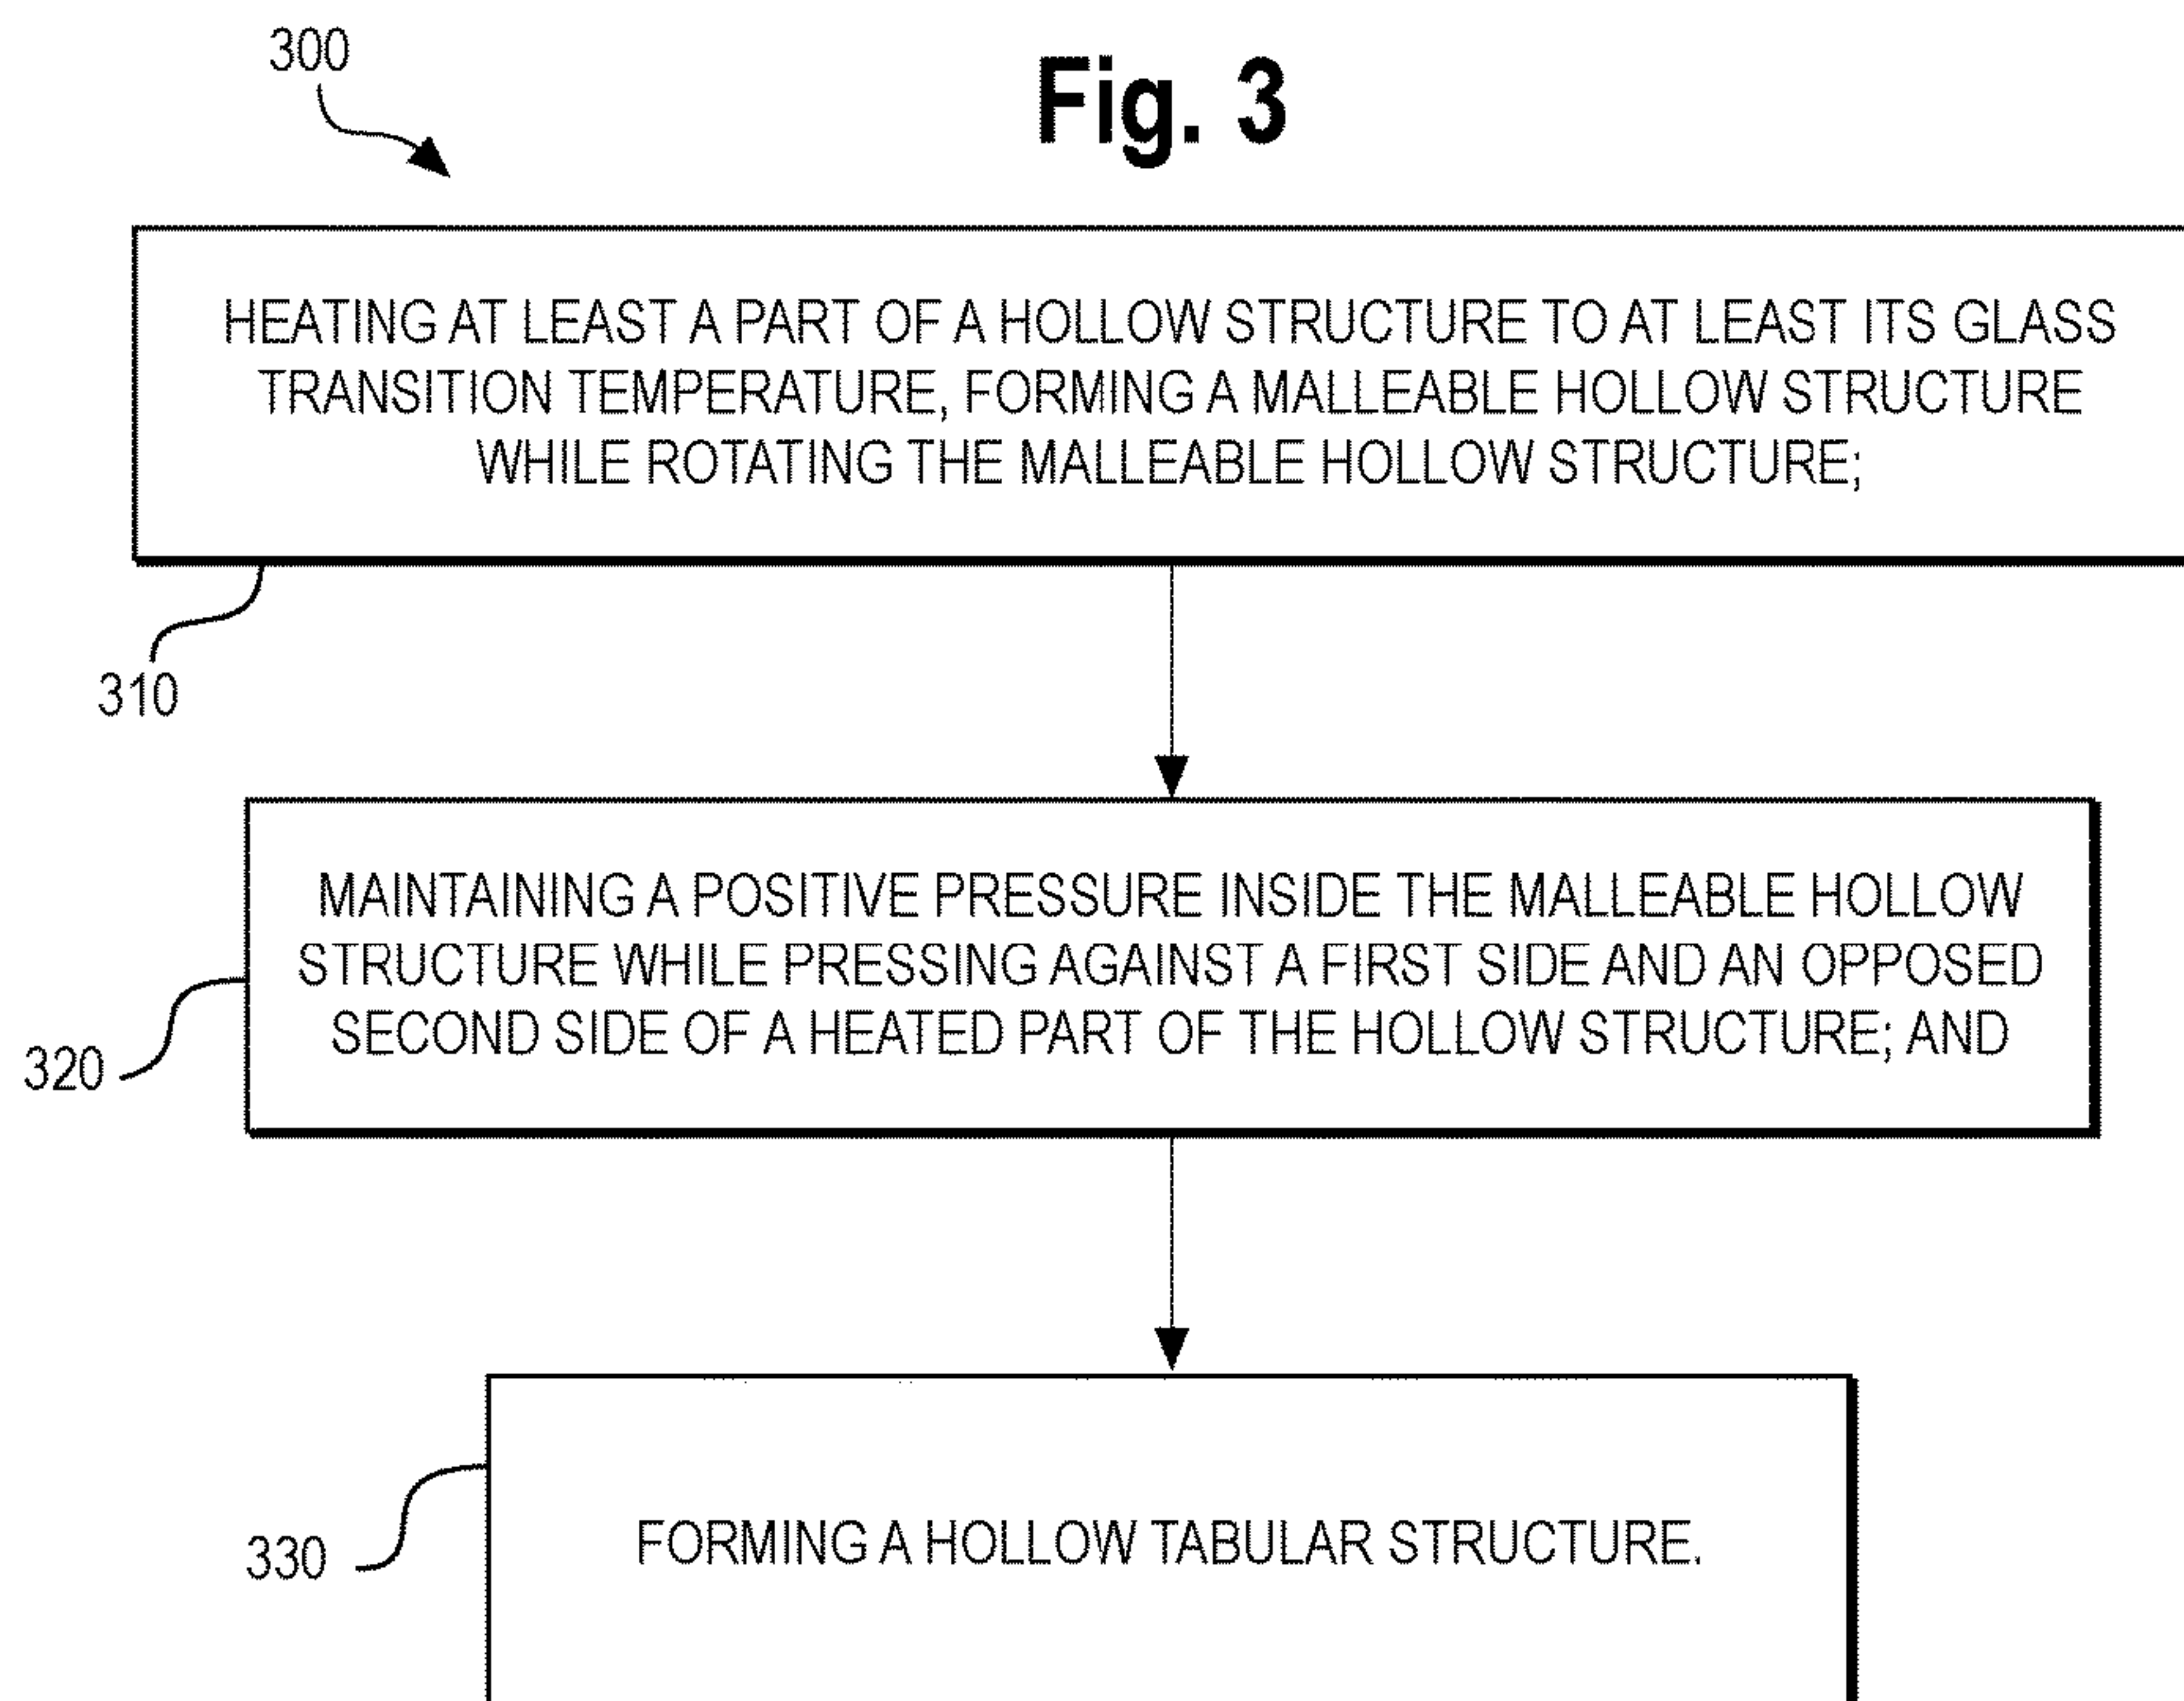 300
Fig. 3
HEATING AT LEAST A PART OF A HOLLOW STRUCTURE TO AT LEAST ITS GLASS
TRANSITION TEMPERATURE, FORMING A MALLEABLE HOLLOW STRUCTURE
WHILE ROTATING THE MALLEABLE HOLLOW STRUCTURE;
310
MAINTAINING A POSITIVE PRESSURE INSIDE THE MALLEABLE HOLLOW
STRUCTURE WHILE PRESSING AGAINST A FIRST SIDE AND AN OPPOSED
SECOND SIDE OF A HEATED PART OF THE HOLLOW STRUCTURE; AND
320
FORMING A HOLLOW TABULAR STRUCTURE.
330